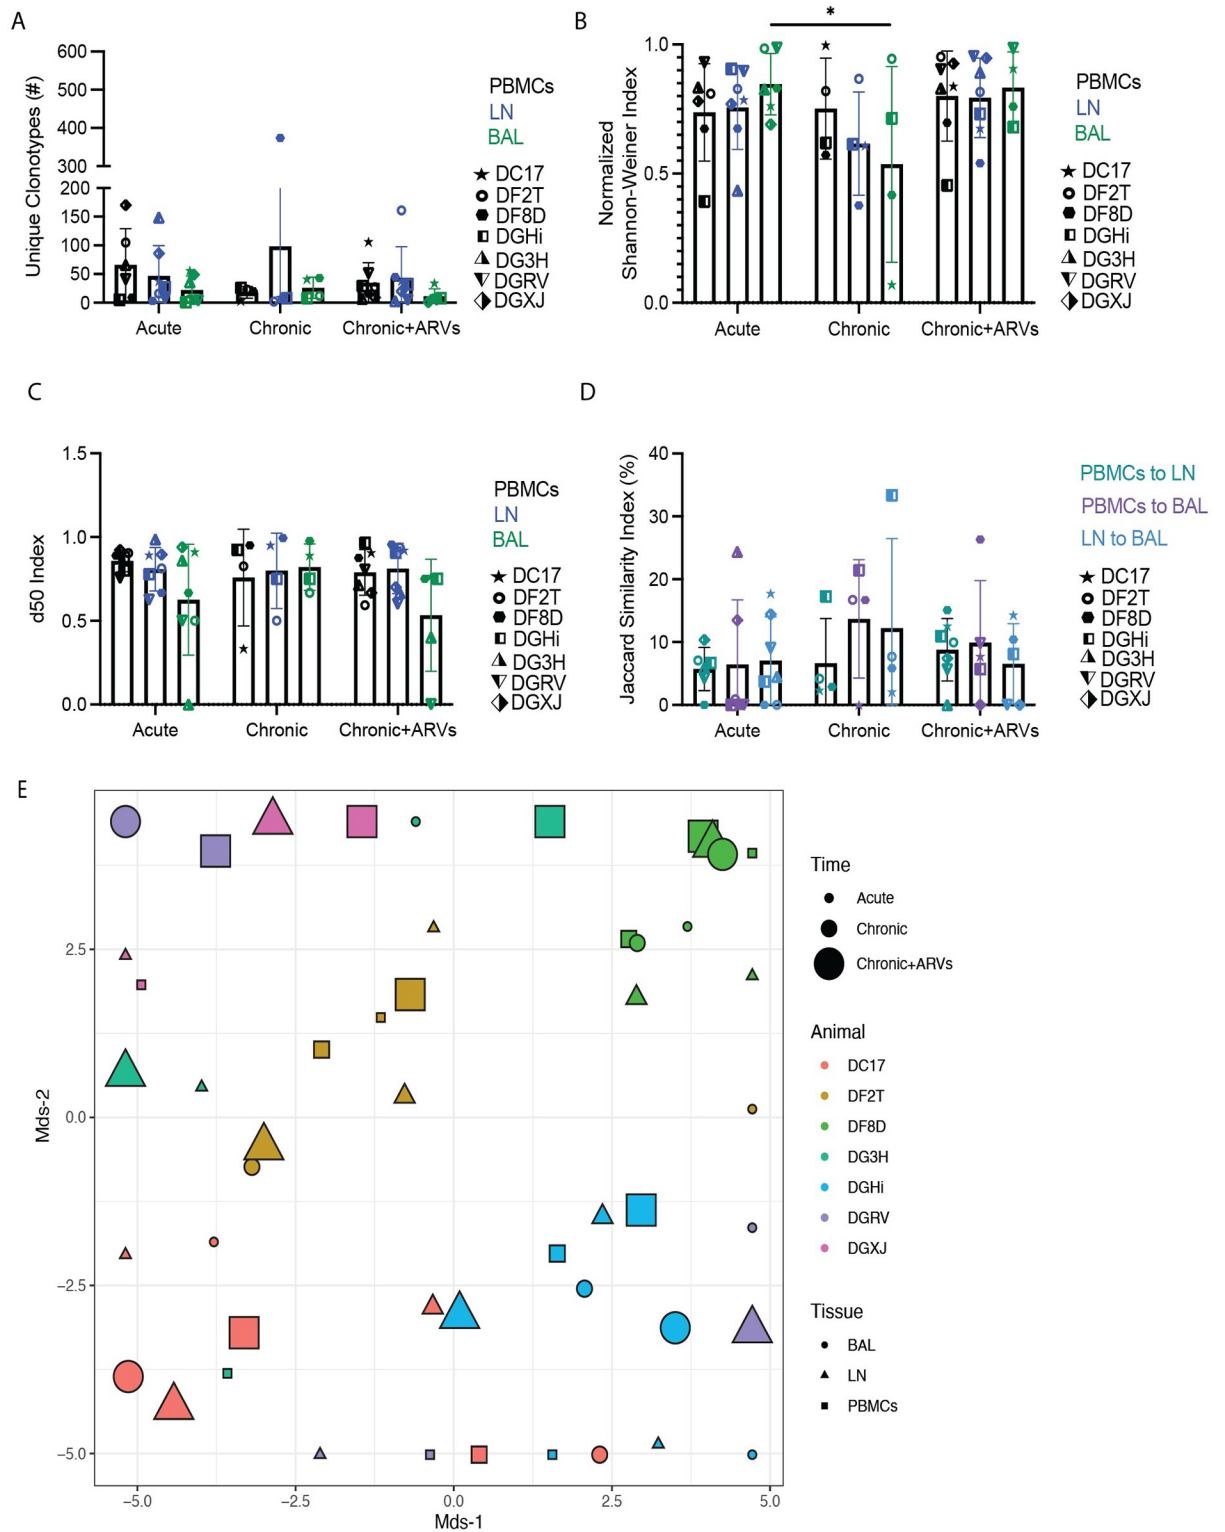 A
Unique Clonotypes (#)
600
500
400
300
200
150
100
50
0
Acute
Chronic
Chronic+ARVs
PBMCs
LN
BAL
DC17
DF2T
DF8D
DGHi
DG3H
DGRV
DGXJ
B
*
Normalized
Shannon-Weiner Index
1.0
0.5
0.0
Acute
Chronic
Chronic+ARVs
PBMCs
LN
BAL
DC17
DF2T
DF8D
DGHi
DG3H
DGRV
DGXJ
C
d50 Index
1.5
1.0
0.5
0.0
Acute
Chronic
Chronic+ARVs
PBMCs
LN
BAL
DC17
DF2T
DF8D
DGHi
DG3H
DGRV
DGXJ
D
Jaccard Similarity Index (%)
40
30
20
10
0
Acute
Chronic
Chronic+ARVs
PBMCs to LN
PBMCs to BAL
LN to BAL
DC17
DF2T
DF8D
DGHi
DG3H
DGRV
DGXJ
E
Mds-2
2.5
0.0
−2.5
−5.0
−5.0
−2.5
0.0
2.5
5.0
Mds-1
Time
Acute
Chronic
Chronic+ARVs
Animal
DC17
DF2T
DF8D
DG3H
DGHi
DGRV
DGXJ
Tissue
BAL
LN
PBMCs